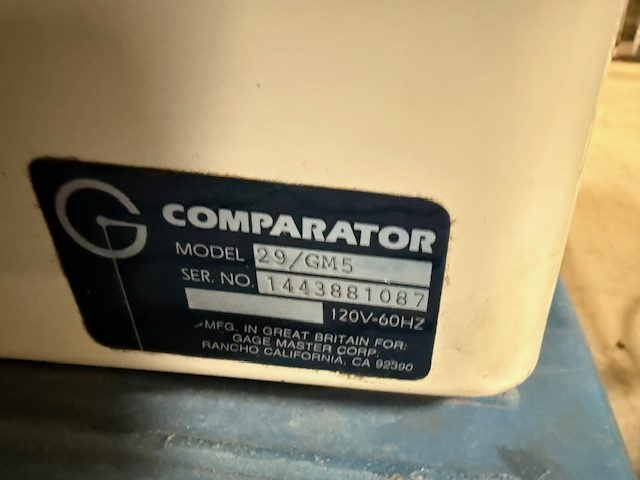 G COMPARATOR
MODEL 29/GM5
SER. NO. 1443881087
120V-60HZ
MFG. IN GREAT BRITAIN FOR:
GAGE MASTER CORP.
RANCHO CALIFORNIA, CA 92390